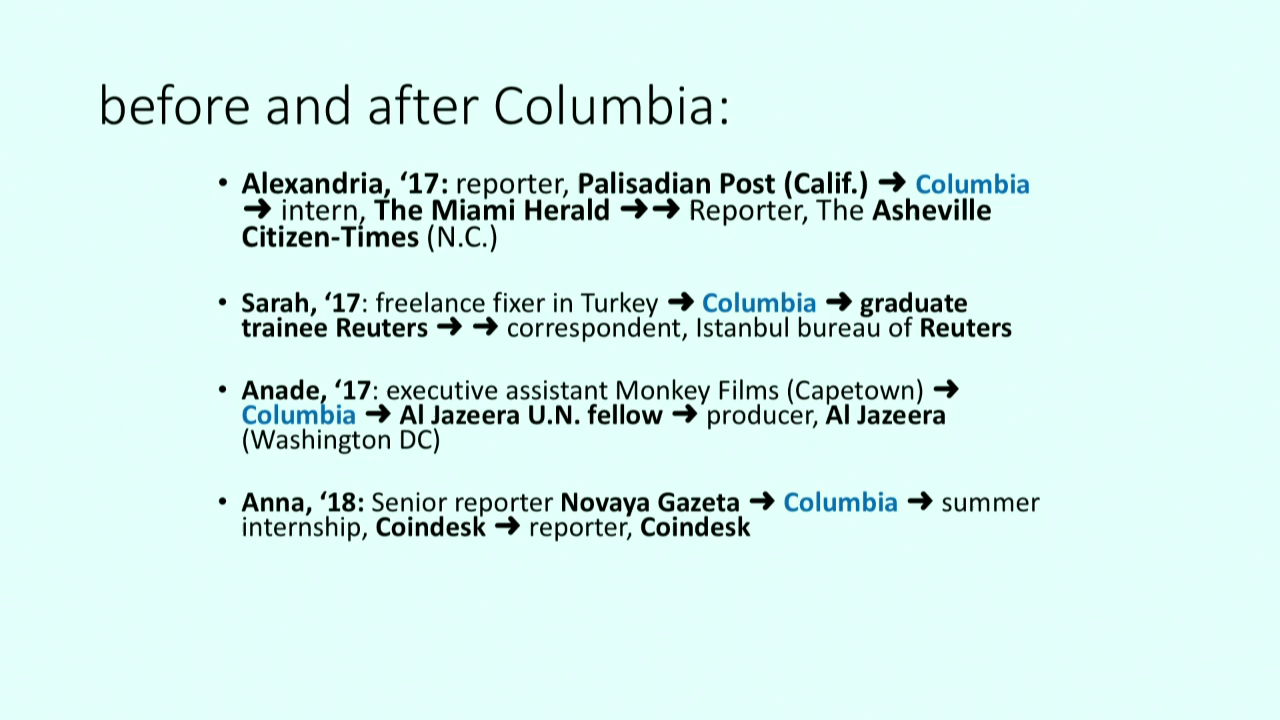 before and after Columbia:
• Alexandria, ‘17: reporter, Palisadian Post (Calif.) ➜ Columbia
➜ intern, The Miami Herald ➜➜ Reporter, The Asheville
Citizen-Times (N.C.)
• Sarah, ‘17: freelance fixer in Turkey ➜ Columbia ➜ graduate
trainee Reuters ➜ ➜ correspondent, Istanbul bureau of Reuters
• Anade, ‘17: executive assistant Monkey Films (Capetown) ➜
Columbia ➜ Al Jazeera U.N. fellow ➜ producer, Al Jazeera
(Washington DC)
• Anna, ‘18: Senior reporter Novaya Gazeta ➜ Columbia ➜ summer
internship, Coindesk ➜ reporter, Coindesk